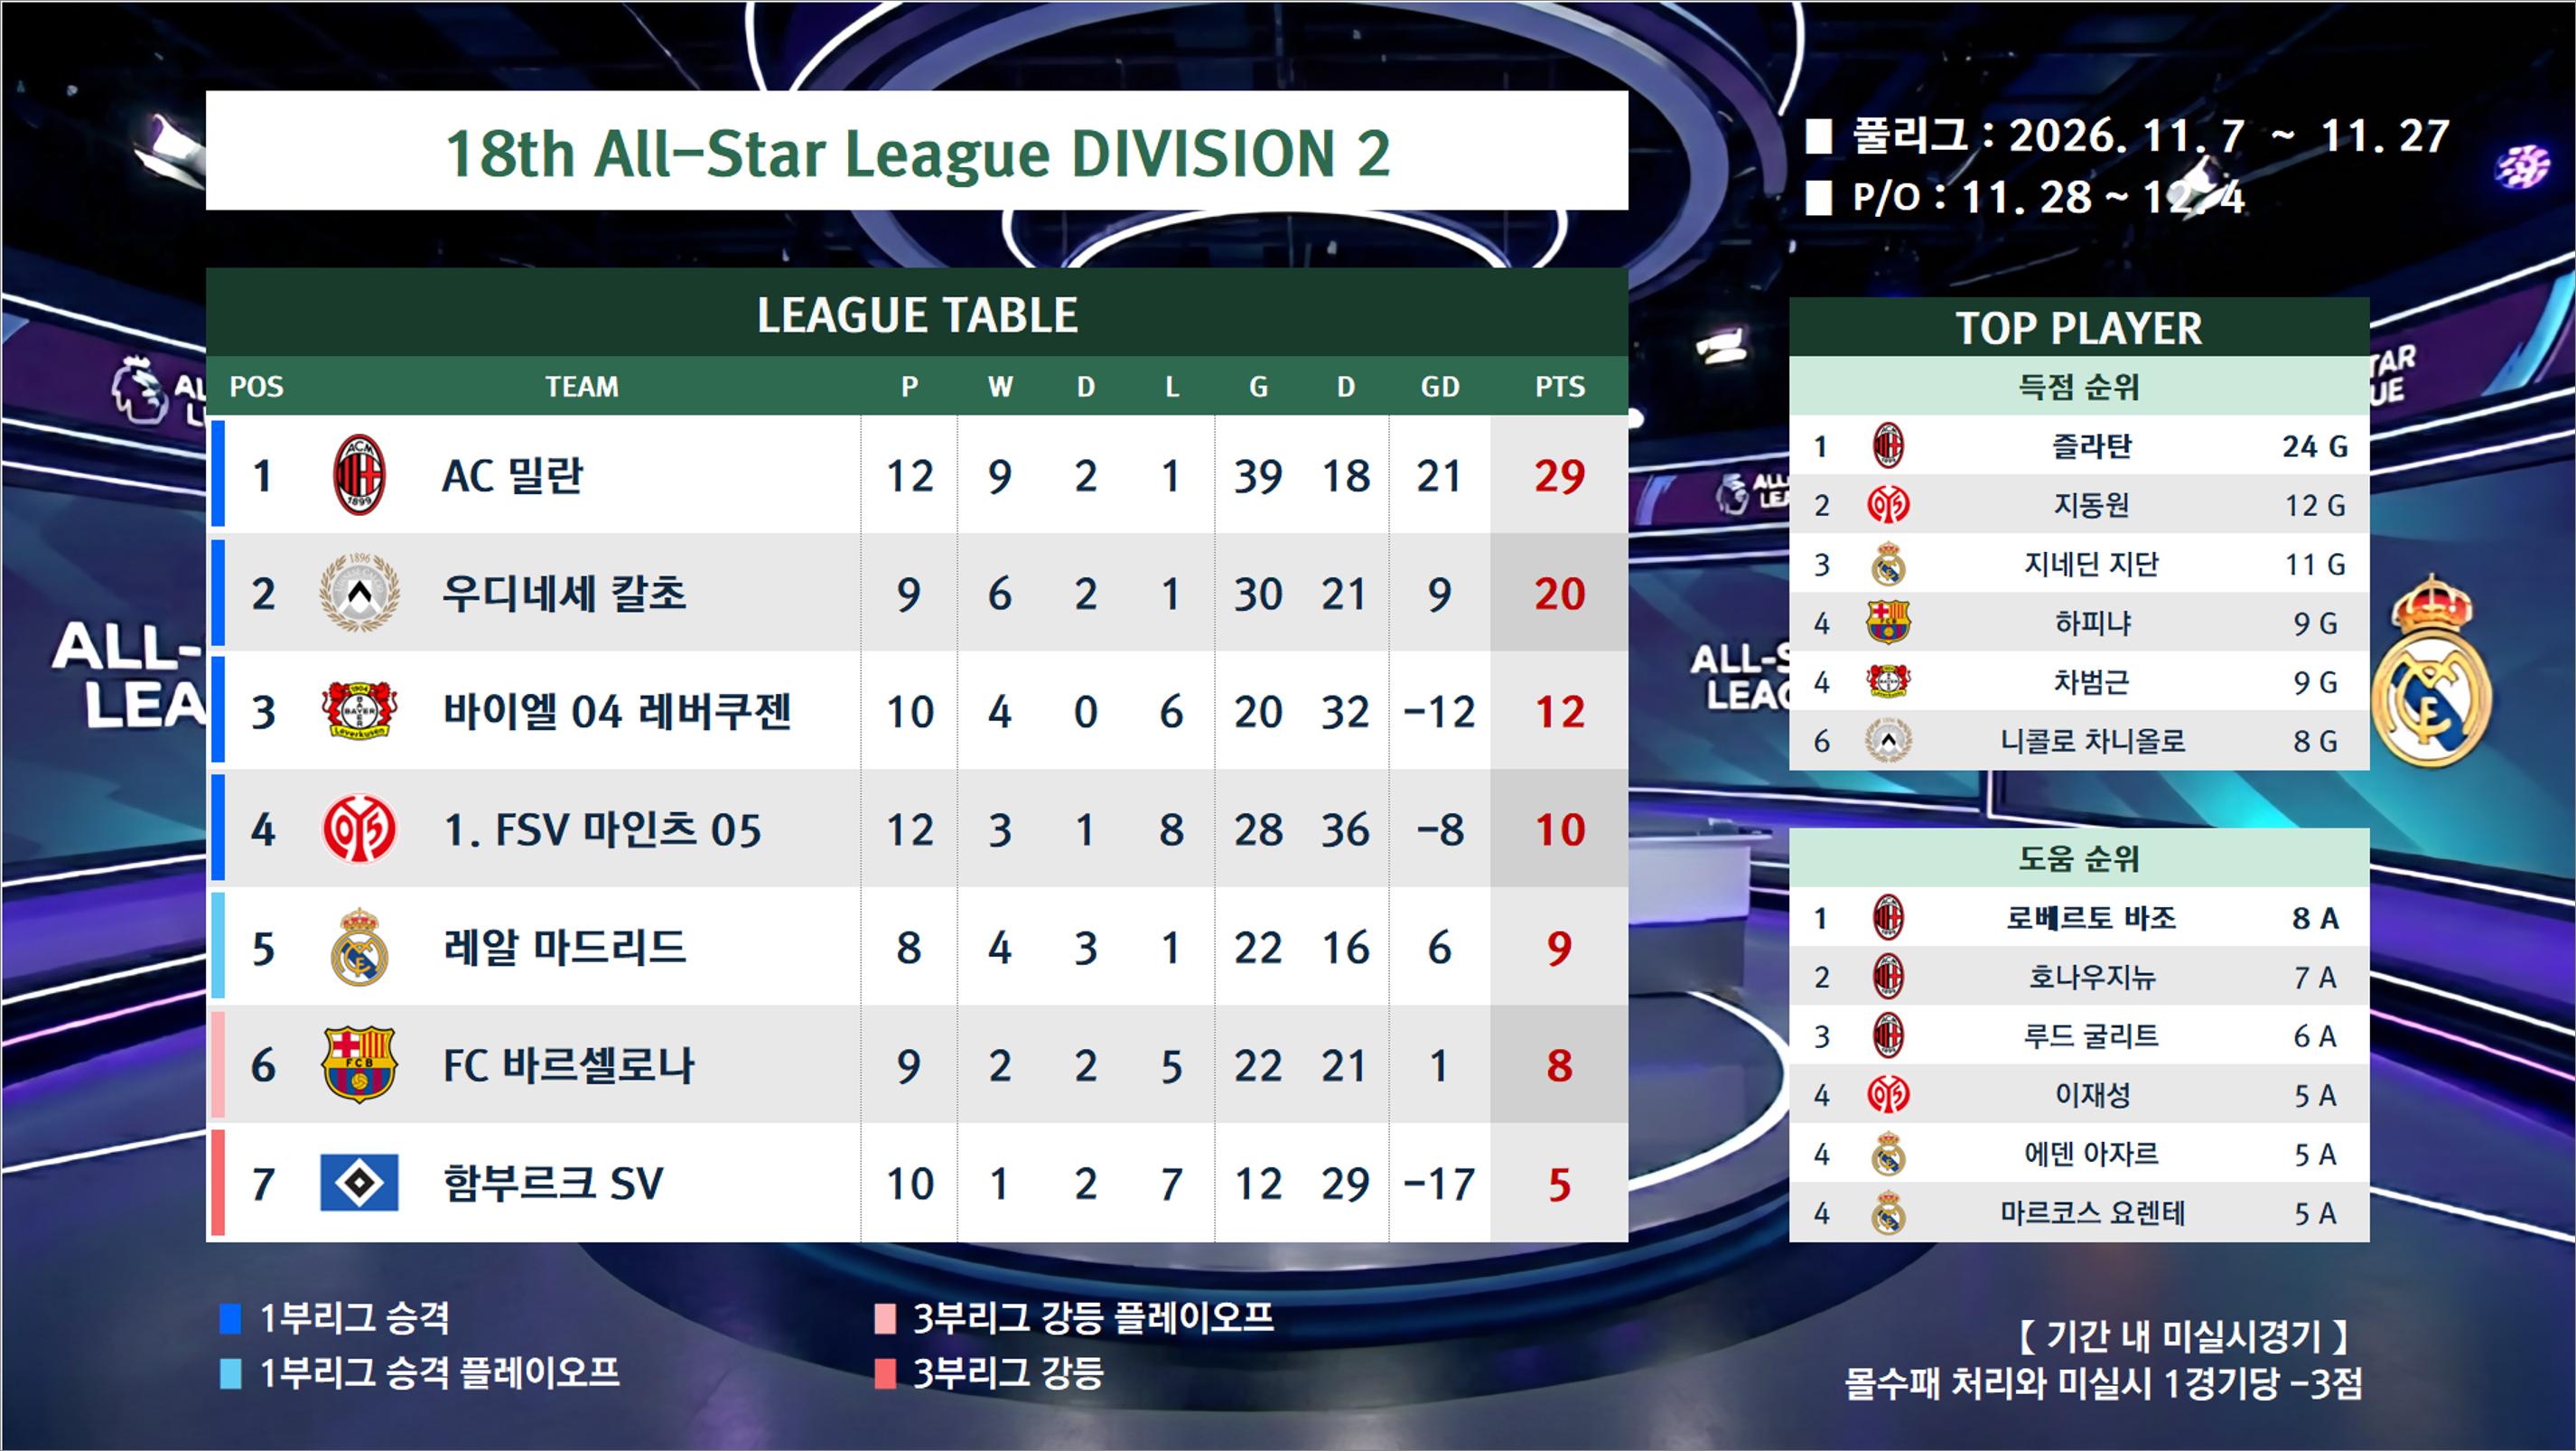 18th All-Star League DIVISION 2
■ 풀리그 : 2026. 11. 7 ~ 11. 27
■ P/O : 11. 28 ~ 12. 4
LEAGUE TABLE
POS TEAM P W D L G D GD PTS
1 AC 밀란 12 9 2 1 39 18 21 29
2 우디네세 칼초 9 6 2 1 30 21 9 20
3 바이엘 04 레버쿠젠 10 4 0 6 20 32 -12 12
4 1. FSV 마인츠 05 12 3 1 8 28 36 -8 10
5 레알 마드리드 8 4 3 1 22 16 6 9
6 FC 바르셀로나 9 2 2 5 22 21 1 8
7 함부르크 SV 10 1 2 7 12 29 -17 5
TOP PLAYER
득점 순위
1 즐라탄 24 G
2 지동원 12 G
3 지네딘 지단 11 G
4 하피냐 9 G
4 차범근 9 G
6 니콜로 차니올로 8 G
도움 순위
1 로베르토 바조 8 A
2 호나우지뉴 7 A
3 루드 굴리트 6 A
4 이재성 5 A
4 에덴 아자르 5 A
4 마르코스 요렌테 5 A
1부리그 승격
1부리그 승격 플레이오프
3부리그 강등 플레이오프
3부리그 강등
【 기간 내 미실시경기 】
몰수패 처리와 미실시 1경기당 -3점